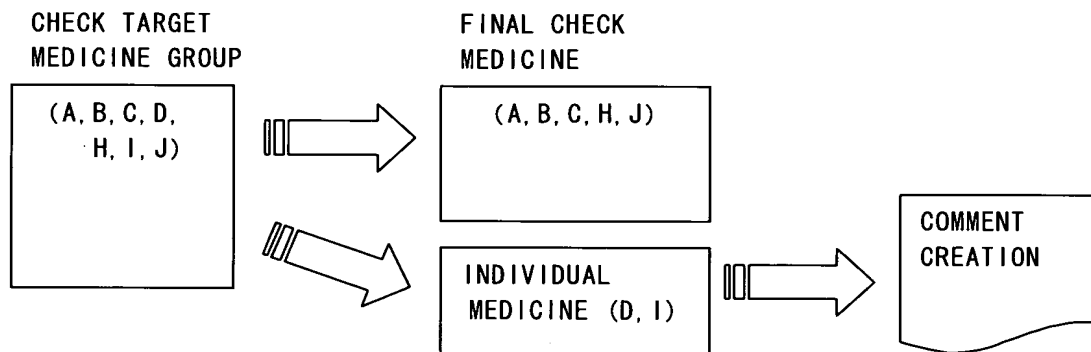 CHECK TARGET
MEDICINE GROUP
(A, B, C, D,
H, I, J)
FINAL CHECK
MEDICINE
(A, B, C, H, J)
INDIVIDUAL
MEDICINE (D, I)
COMMENT
CREATION